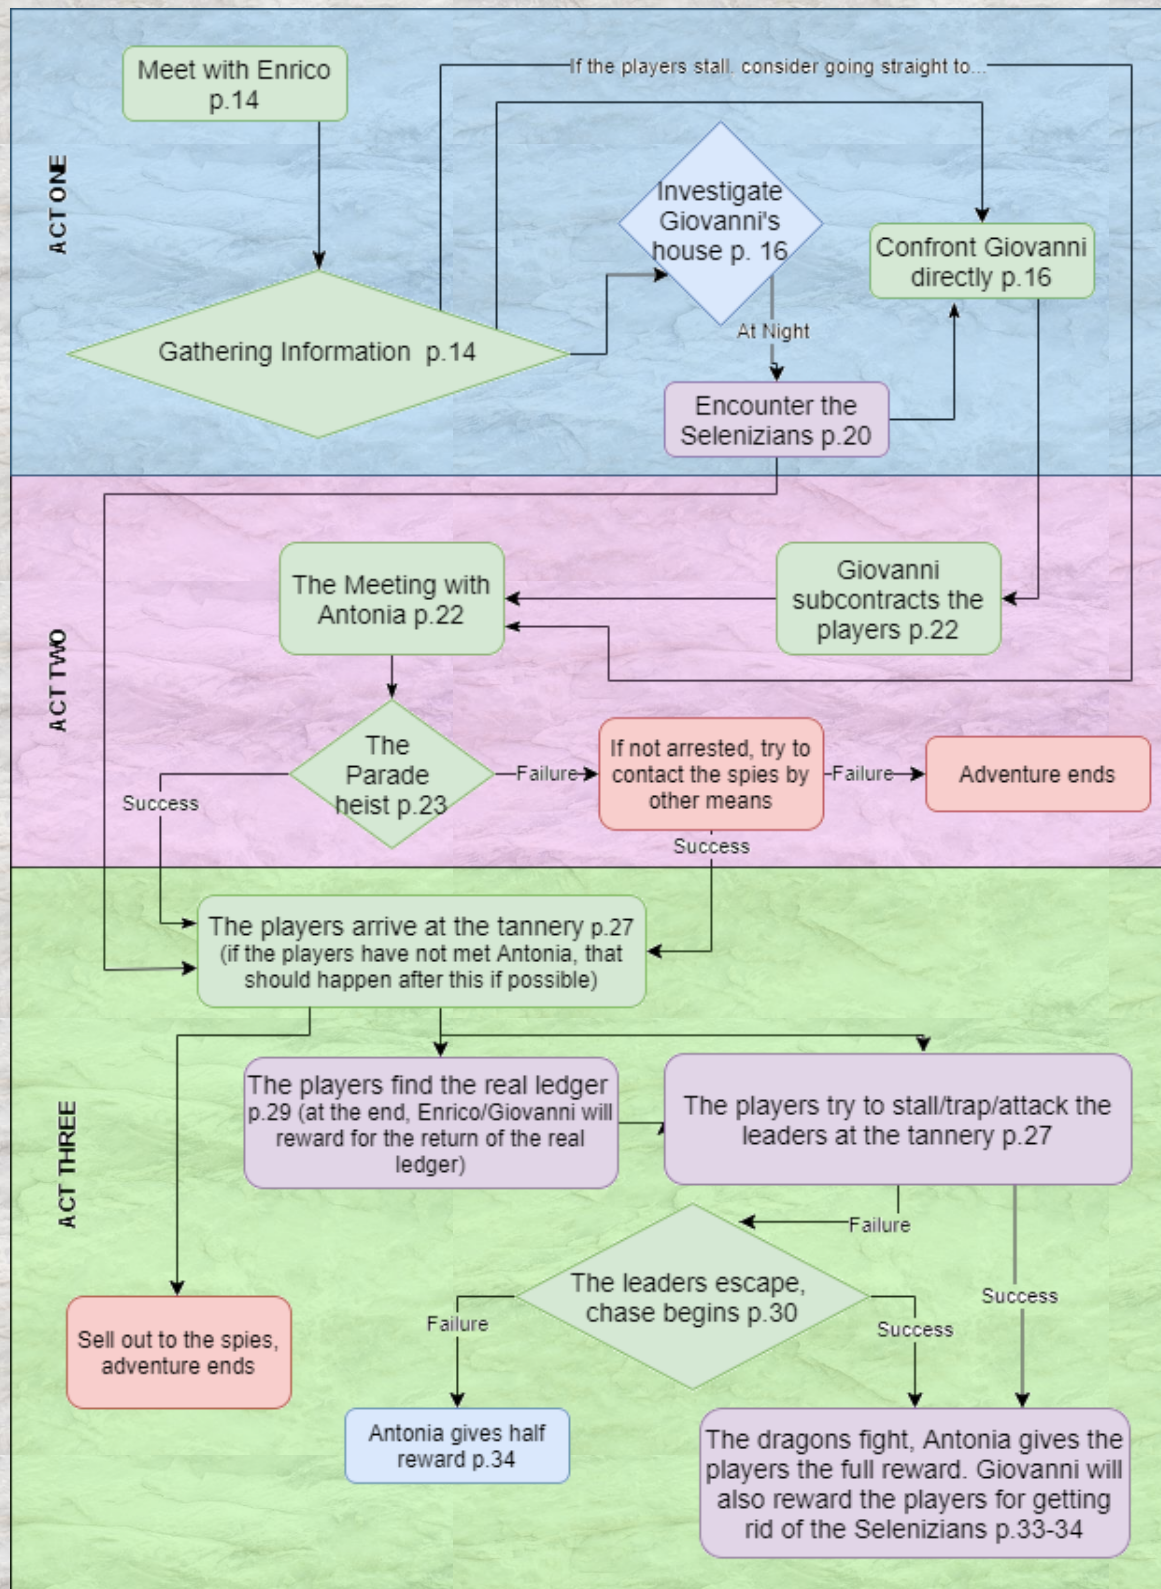 Meet with Enrico
p.14
If the players stall. consider going straight to...
ACT ONE
Investigate
Giovanni's
house p. 16
Confront Giovanni
directly p.16
Gathering Information  p.14
At Night
Encounter the
Selenizians p.20
ACT TWO
The Meeting with
Antonia p.22
Giovanni
subcontracts the
players p.22
The
Parade
heist p.23
Failure
If not arrested, try to
contact the spies by
other means
Failure
Adventure ends
Success
Success
ACT THREE
The players arrive at the tannery p.27
(if the players have not met Antonia, that
should happen after this if possible)
The players find the real ledger
p.29 (at the end, Enrico/Giovanni will
reward for the return of the real
ledger)
The players try to stall/trap/attack the
leaders at the tannery p.27
Failure
The leaders escape,
chase begins p.30
Success
Failure
Success
Sell out to the spies,
adventure ends
Antonia gives half
reward p.34
The dragons fight, Antonia gives the
players the full reward. Giovanni will
also reward the players for getting
rid of the Selenizians p.33-34